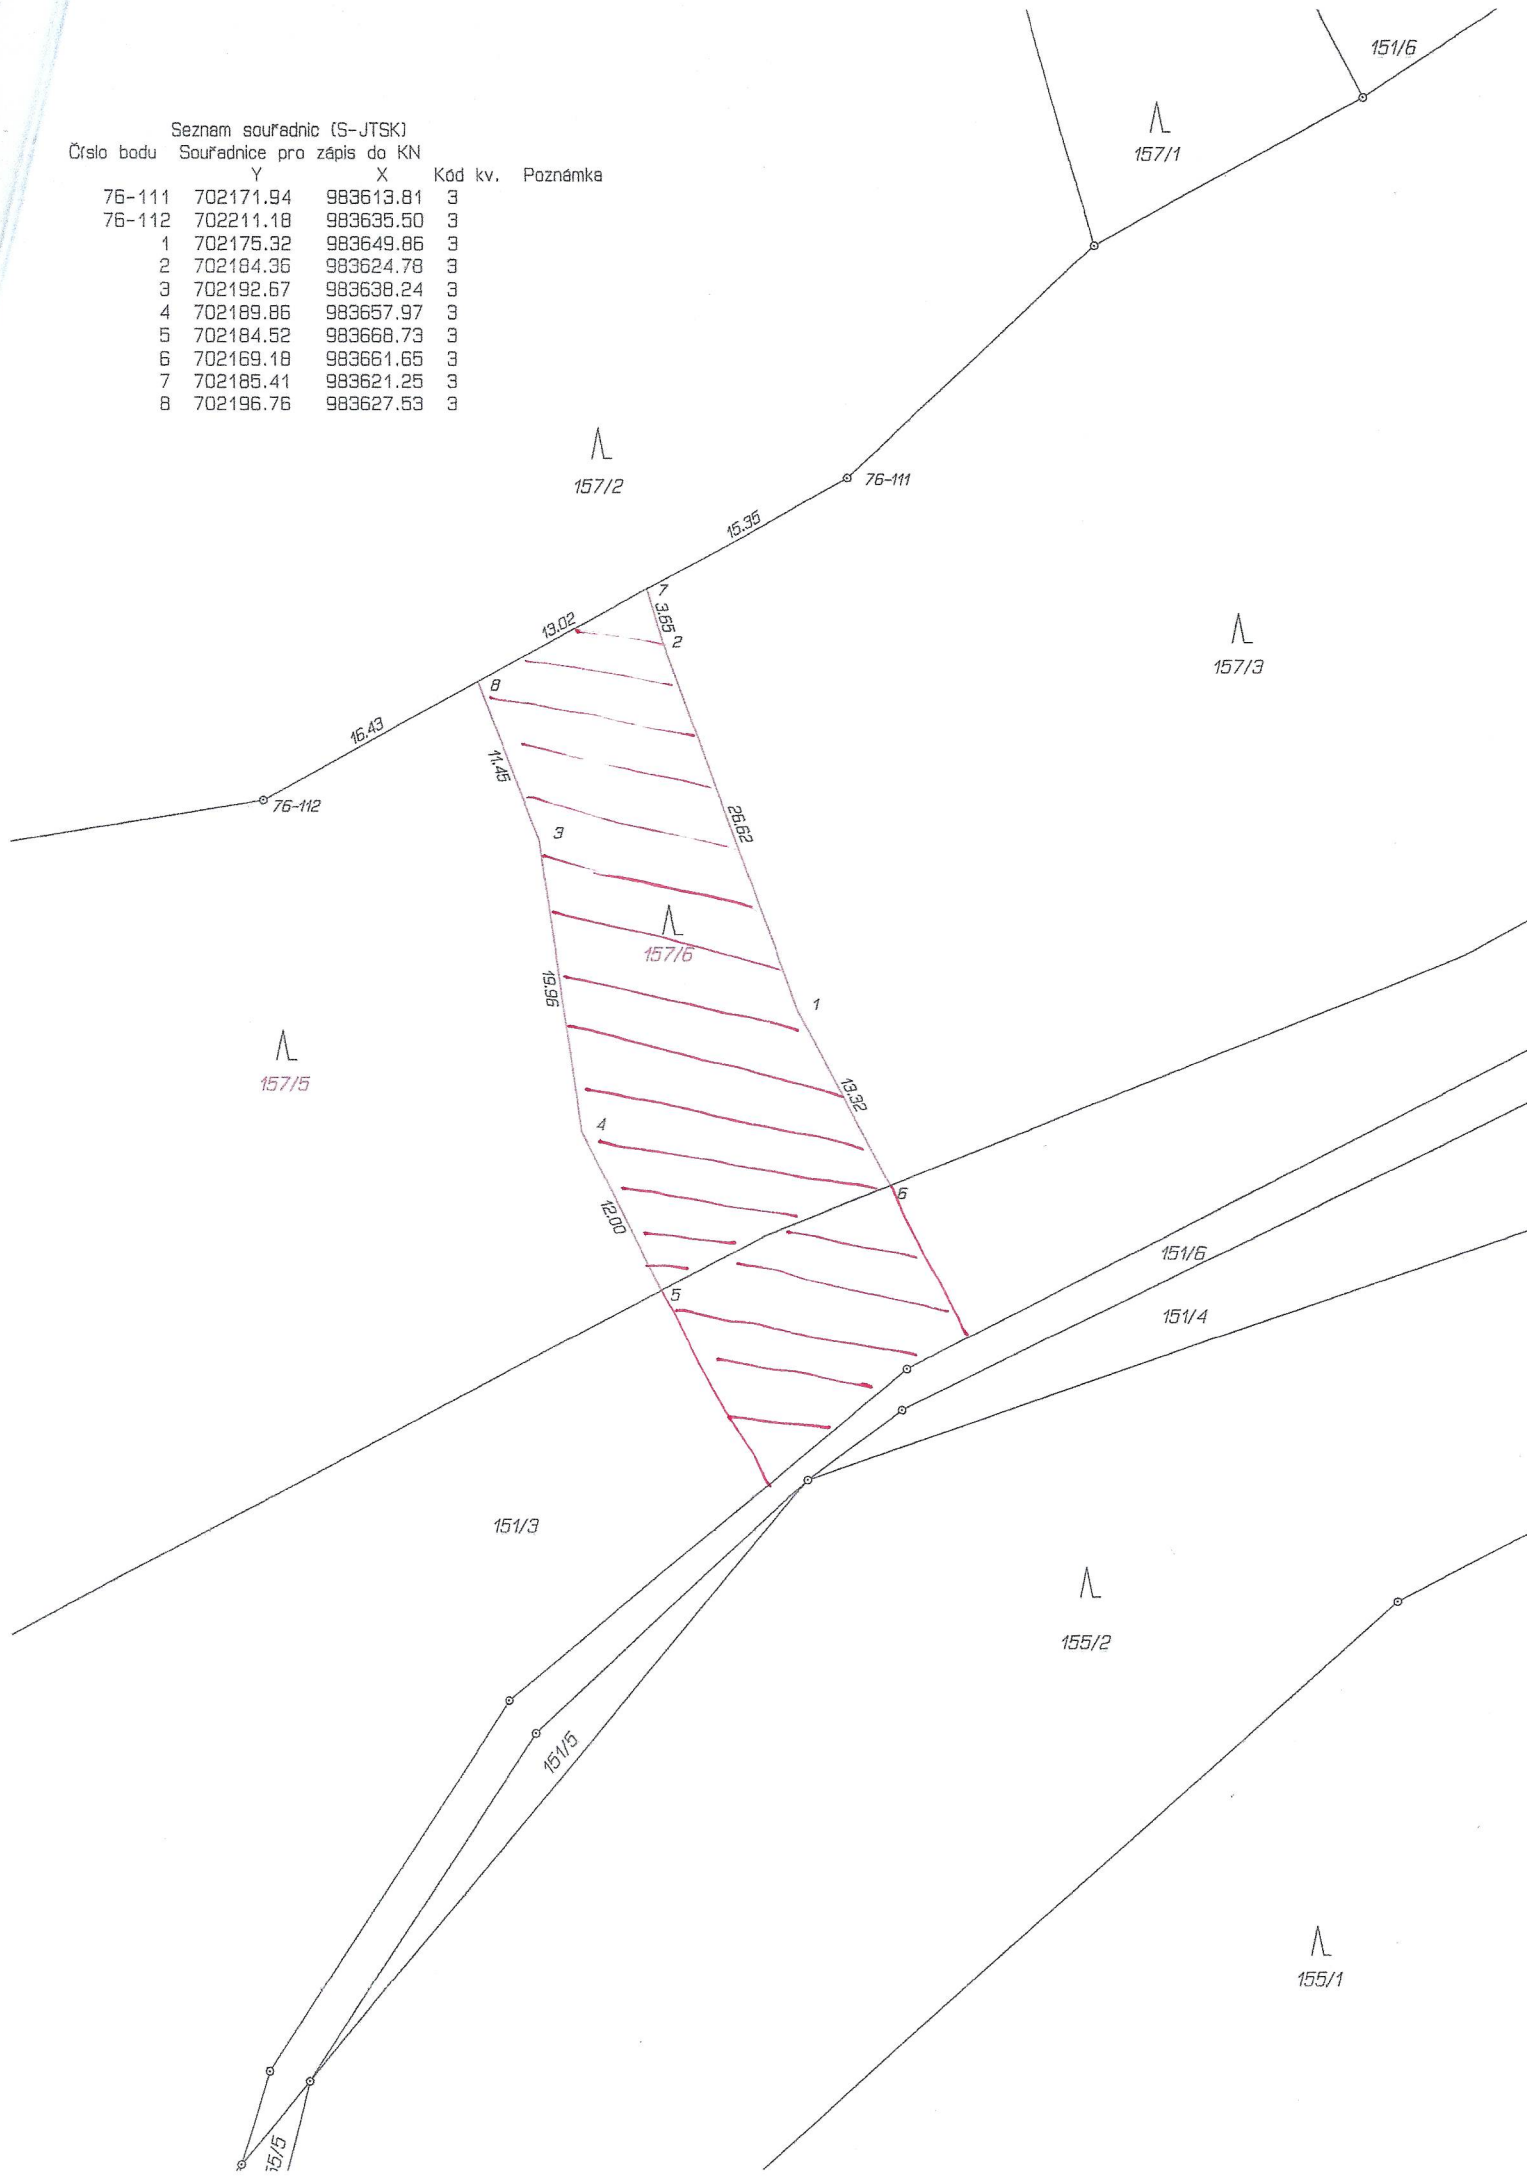 Seznam souřadnic (S-JTSK)
Číslo bodu Souřadnice pro zápis do KN
Y X Kód kv. Poznámka
76-111 702171.94 983613.81 3
76-112 702211.18 983635.50 3
1 702175.32 983649.86 3
2 702184.36 983624.78 3
3 702192.67 983638.24 3
4 702189.86 983657.97 3
5 702184.52 983668.73 3
6 702169.18 983661.65 3
7 702185.41 983621.25 3
8 702196.76 983627.53 3
151/6
157/1
157/2
76-111
15.35
7
3.65
13.02
2
157/3
8
16.43
11.45
76-112
26.62
3
157/6
19.96
1
157/5
13.32
4
6
12.00
151/6
5
151/4
151/3
155/2
151/5
155/1
55/5